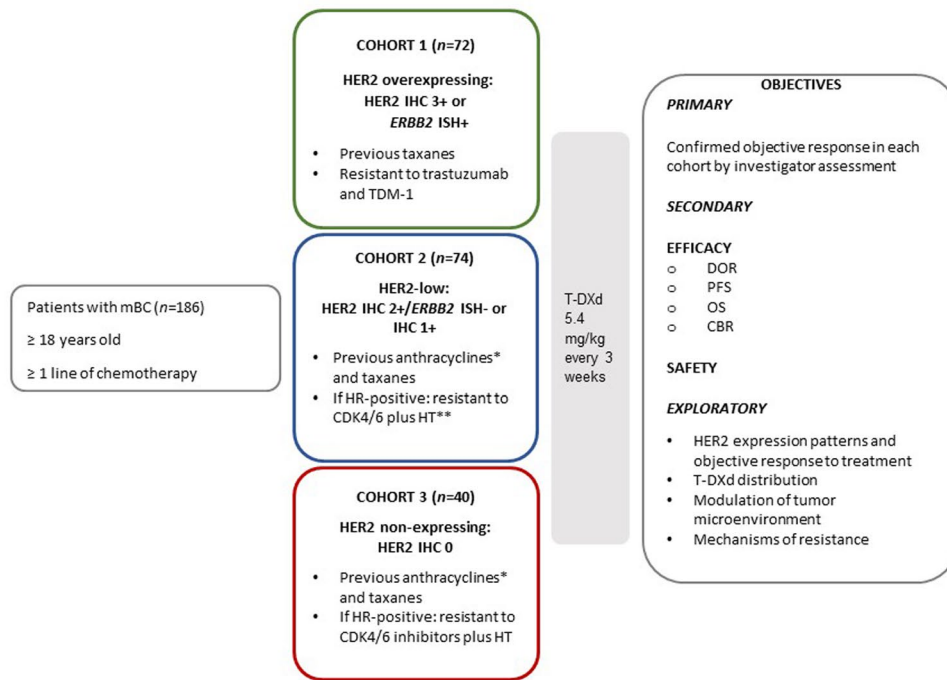 Patients with mBC (n=186)
≥ 18 years old
≥ 1 line of chemotherapy
COHORT 1 (n=72)
HER2 overexpressing:
HER2 IHC 3+ or
ERBB2 ISH+
• Previous taxanes
• Resistant to trastuzumab
and TDM-1
COHORT 2 (n=74)
HER2-low:
HER2 IHC 2+/ERBB2 ISH- or
IHC 1+
• Previous anthracyclines*
and taxanes
• If HR-positive: resistant to
CDK4/6 plus HT**
COHORT 3 (n=40)
HER2 non-expressing:
HER2 IHC 0
• Previous anthracyclines*
and taxanes
• If HR-positive: resistant to
CDK4/6 inhibitors plus HT
T-DXd
5.4
mg/kg
every 3
weeks
OBJECTIVES
PRIMARY
Confirmed objective response in each
cohort by investigator assessment
SECONDARY
EFFICACY
o DOR
o PFS
o OS
o CBR
SAFETY
EXPLORATORY
• HER2 expression patterns and
objective response to treatment
• T-DXd distribution
• Modulation of tumor
microenvironment
• Mechanisms of resistance